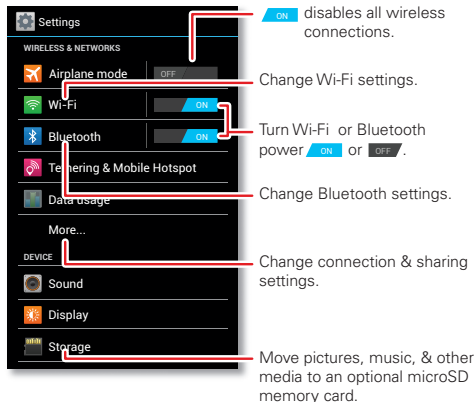 Settings
WIRELESS & NETWORKS
Airplane mode OFF
Wi-Fi ON
Bluetooth ON
Tethering & Mobile Hotspot
Data usage
More...
DEVICE
Sound
Display
Storage
ON disables all wireless
connections.
Change Wi-Fi settings.
Turn Wi-Fi or Bluetooth
power ON or OFF.
Change Bluetooth settings.
Change connection & sharing
settings.
Move pictures, music, & other
media to an optional microSD
memory card.